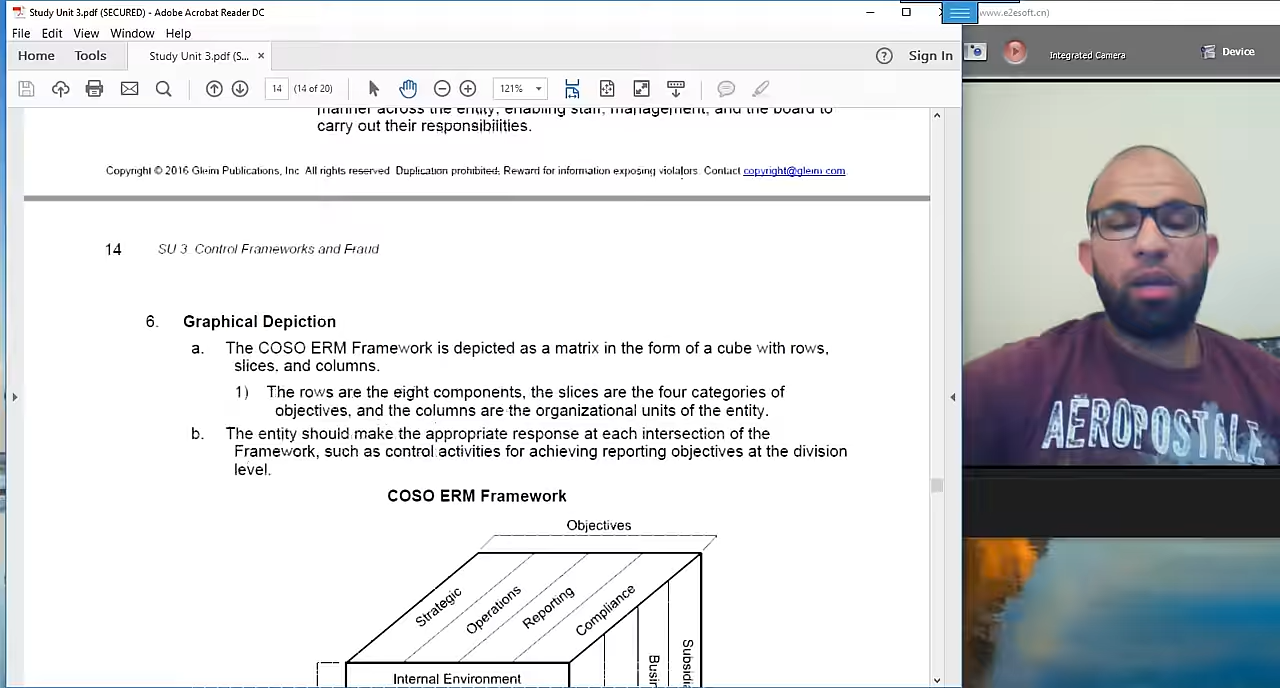 Study Unit 3.pdf (SECURED) - Adobe Acrobat Reader DC
www.e2esoft.cn)
File Edit View Window Help
Home Tools Study Unit 3.pdf (S... × Sign In
Integrated Camera Device
14 (14 of 20) 121%
manner across the entity, enabling staff, management, and the board to
carry out their responsibilities.
Copyright © 2016 Gleim Publications, Inc. All rights reserved. Duplication prohibited. Reward for information exposing violators. Contact copyright@gleim.com.
14 SU 3: Control Frameworks and Fraud
6. Graphical Depiction
a. The COSO ERM Framework is depicted as a matrix in the form of a cube with rows,
slices, and columns.
1) The rows are the eight components, the slices are the four categories of
objectives, and the columns are the organizational units of the entity.
b. The entity should make the appropriate response at each intersection of the
Framework, such as control activities for achieving reporting objectives at the division
level.
COSO ERM Framework
Objectives
Strategic
Operations
Reporting
Compliance
Internal Environment
AÉROPOSTALE